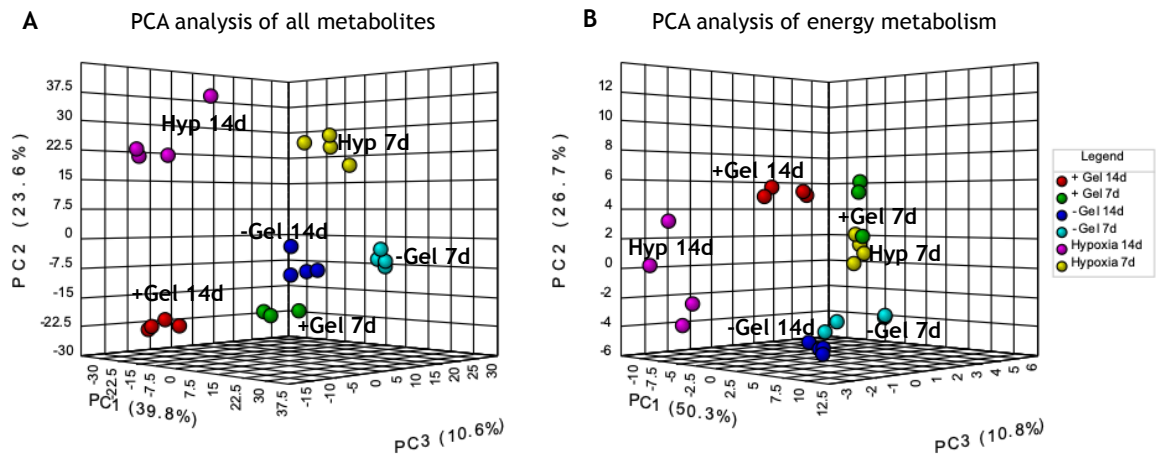 A
PCA analysis of all metabolites
PC2 (23.6%)
37.5
30
22.5
15
7.5
0
-7.5
-15
-22.5
-30
Hyp 14d
Hyp 7d
-Gel 14d
-Gel 7d
+Gel 14d
+Gel 7d
-30
-22.5
-15
-7.5
0
7.5
15
22.5
30
37.5
PC1 (39.8%)
-15
-10
-5
0
5
10
15
20
25
30
PC3 (10.6%)
B
PCA analysis of energy metabolism
PC2 (26.7%)
12
10
8
6
4
2
0
-2
-4
-6
+Gel 14d
+Gel 7d
Hyp 14d
Hyp 7d
-Gel 14d
-Gel 7d
-10
-7.5
-5
-2.5
0
2.5
5
7.5
10
12.5
PC1 (50.3%)
-3
-2
-1
0
1
2
3
4
5
6
PC3 (10.8%)
Legend
+ Gel 14d
+ Gel 7d
- Gel 14d
- Gel 7d
Hypoxia 14d
Hypoxia 7d